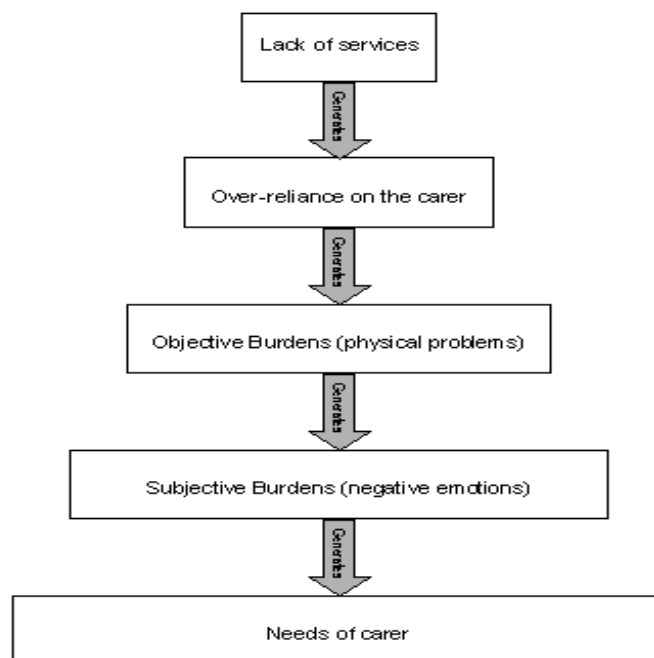 Lack of services
Generates
Over-reliance on the carer
Generates
Objective Burdens (physical problems)
Generates
Subjective Burdens (negative emotions)
Generates
Needs of carer